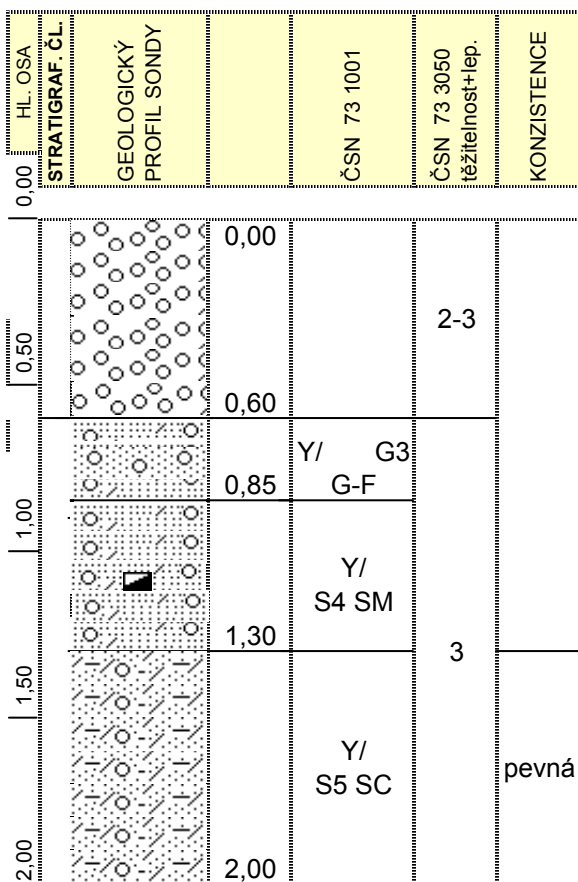 HL. OSA
STRATIGRAF. ČL.
GEOLOGICKÝ
PROFIL SONDY
ČSN 73 1001
ČSN 73 3050
těžitelnost+lep.
KONZISTENCE
0,00
0,00
2-3
0,50
0,60
Y/ G3
G-F
0,85
1,00
Y/
S4 SM
1,30
3
1,50
Y/
S5 SC
pevná
2,00
2,00